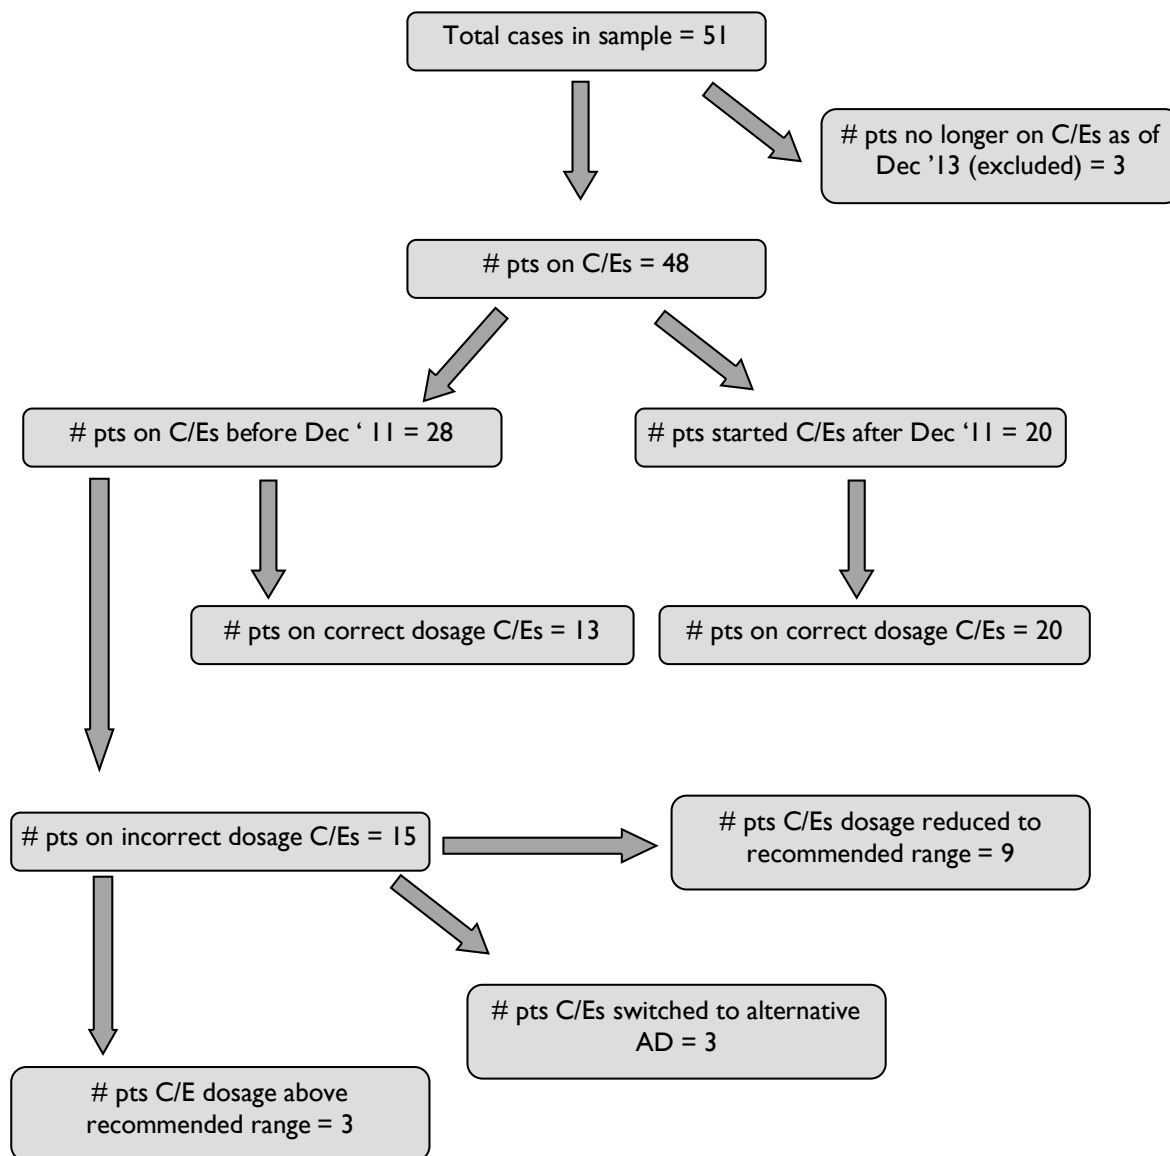 Total cases in sample = 51
# pts no longer on C/Es as of
Dec ’13 (excluded) = 3
# pts on C/Es = 48
# pts on C/Es before Dec ‘ 11 = 28
# pts started C/Es after Dec ‘11 = 20
# pts on correct dosage C/Es = 13
# pts on correct dosage C/Es = 20
# pts on incorrect dosage C/Es = 15
# pts C/Es dosage reduced to
recommended range = 9
# pts C/Es switched to alternative
AD = 3
# pts C/E dosage above
recommended range = 3